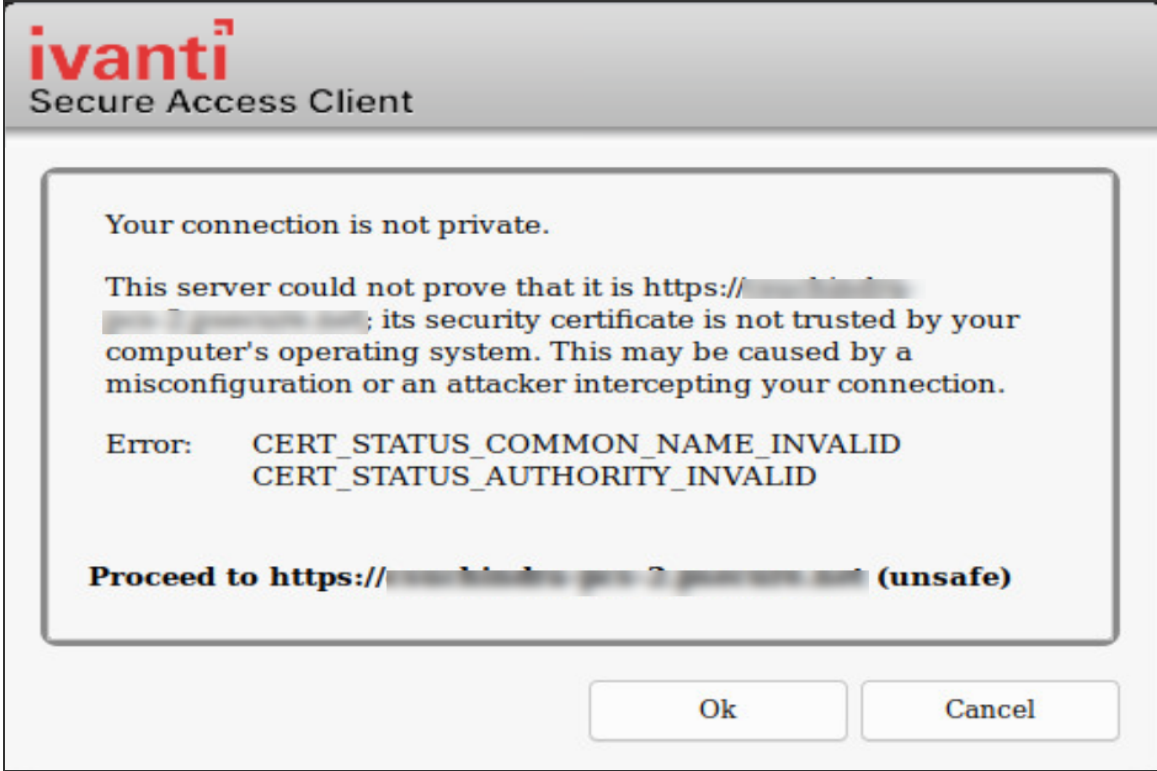 ivanti
Secure Access Client
Your connection is not private.
This server could not prove that it is https://
; its security certificate is not trusted by your
computer's operating system. This may be caused by a
misconfiguration or an attacker intercepting your connection.
Error: CERT_STATUS_COMMON_NAME_INVALID
CERT_STATUS_AUTHORITY_INVALID
Proceed to https:// (unsafe)
Ok Cancel